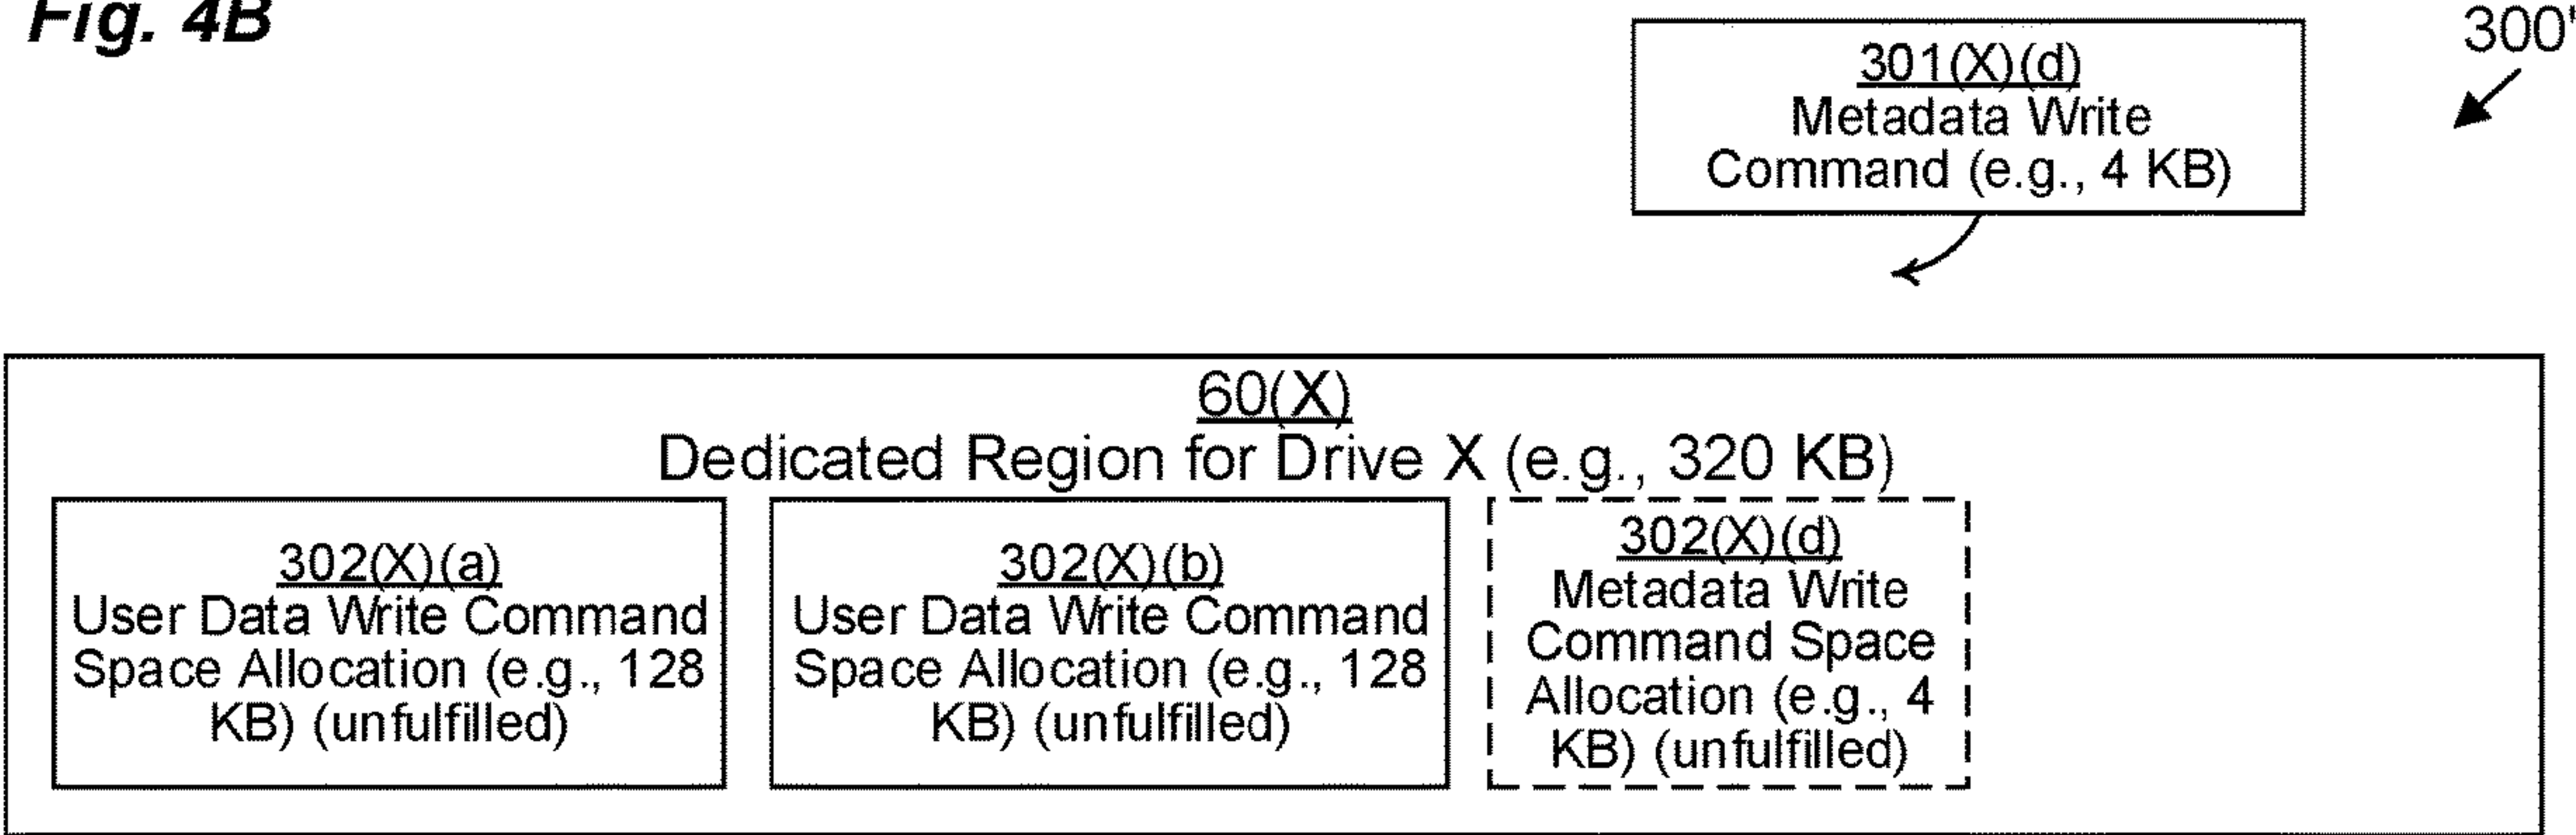 Fig. 4B
300'
301(X)(d)
Metadata Write
Command (e.g., 4 KB)
60(X)
Dedicated Region for Drive X (e.g., 320 KB)
302(X)(a)
User Data Write Command
Space Allocation (e.g., 128
KB) (unfulfilled)
302(X)(b)
User Data Write Command
Space Allocation (e.g., 128
KB) (unfulfilled)
302(X)(d)
Metadata Write
Command Space
Allocation (e.g., 4
KB) (unfulfilled)